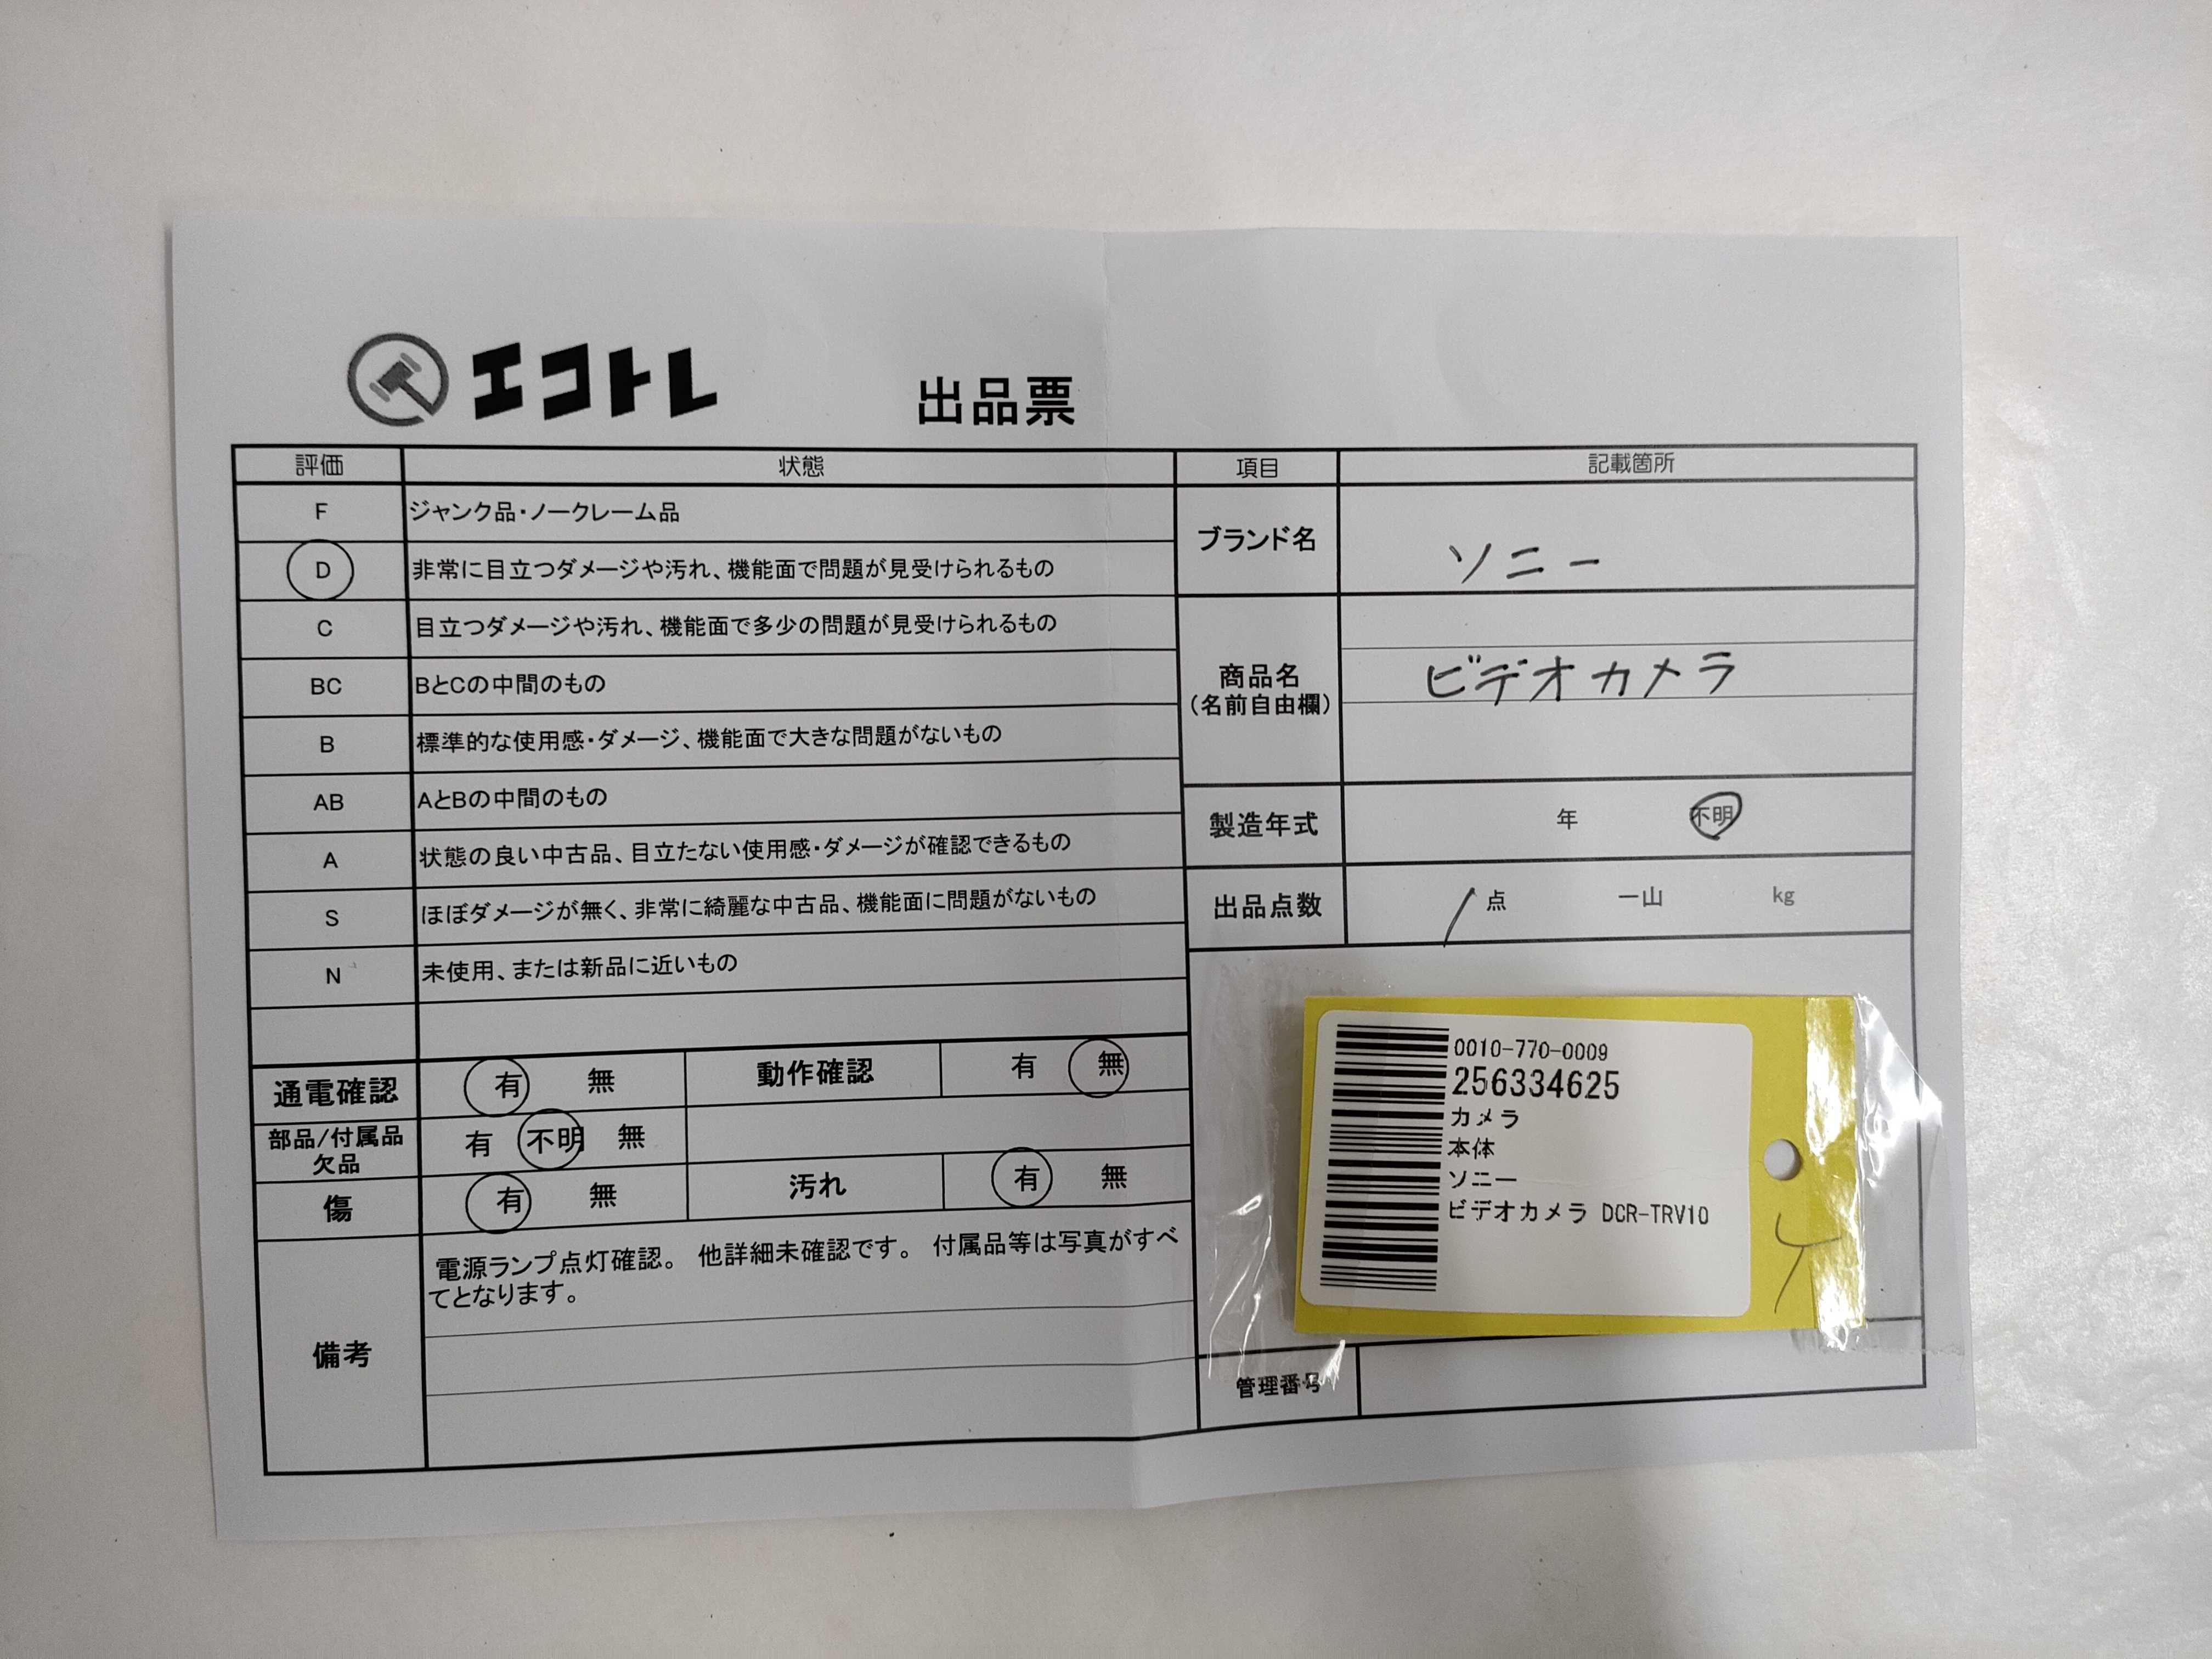 エコトレ
出品票
評価 状態
F ジャンク品・ノークレーム品
D 非常に目立つダメージや汚れ、機能面で問題が見受けられるもの
C 目立つダメージや汚れ、機能面で多少の問題が見受けられるもの
BC BとCの中間のもの
B 標準的な使用感・ダメージ、機能面で大きな問題がないもの
AB AとBの中間のもの
A 状態の良い中古品、目立たない使用感・ダメージが確認できるもの
S ほぼダメージが無く、非常に綺麗な中古品、機能面に問題がないもの
N 未使用、または新品に近いもの
通電確認 有 無 動作確認 有 無
部品/付属品
欠品
有 不明 無
傷 有 無 汚れ 有 無
備考
電源ランプ点灯確認。 他詳細未確認です。 付属品等は写真がすべ
てとなります。
項目 記載箇所
ブランド名 ソニー
商品名
(名前自由欄)
ビデオカメラ
製造年式 年 不明
出品点数 1点 一山 kg
0010-770-0009
256334625
カメラ
本体
ソニー
ビデオカメラ DCR-TRV10
管理番号